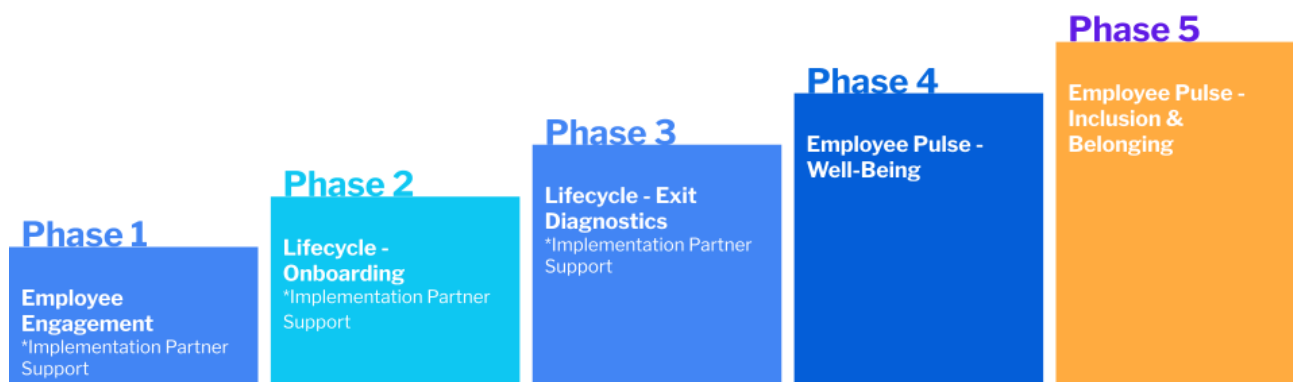 Phase 1
Employee
Engagement
*Implementation Partner
Support
Phase 2
Lifecycle -
Onboarding
*Implementation Partner
Support
Phase 3
Lifecycle - Exit
Diagnostics
*Implementation Partner
Support
Phase 4
Employee Pulse -
Well-Being
Phase 5
Employee Pulse -
Inclusion &
Belonging